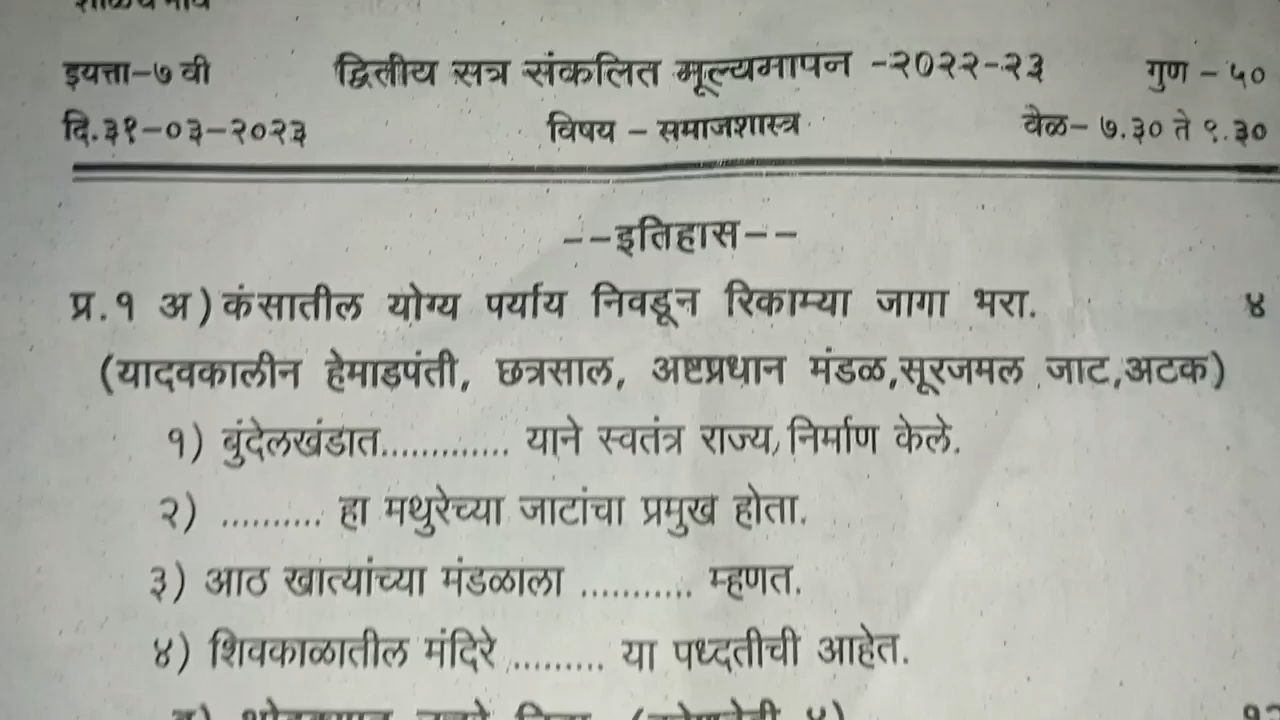 इयत्ता-७ वी द्वितीय सत्र संकलित मूल्यमापन -२०२२-२३ गुण - ५०
दि.३१-०३-२०२३ विषय - समाजशास्त्र वेळ- ७.३० ते ९.३०
--इतिहास--
प्र.१ अ) कंसातील योग्य पर्याय निवडून रिकाम्या जागा भरा. ४
(यादवकालीन हेमाडपंती, छत्रसाल, अष्टप्रधान मंडळ,सूरजमल जाट,अटक)
१) बुंदेलखंडात............. याने स्वतंत्र राज्य, निर्माण केले.
२) .......... हा मथुरेच्या जाटांचा प्रमुख होता.
३) आठ खात्यांच्या मंडळाला ........... म्हणत.
४) शिवकाळातील मंदिरे ......... या पध्दतीची आहेत.